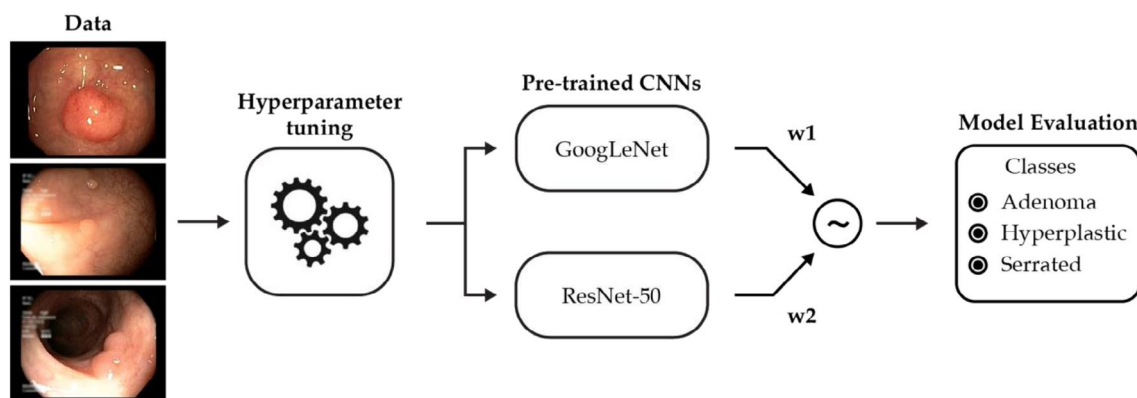 Data
Hyperparameter
tuning
Pre-trained CNNs
GoogLeNet
ResNet-50
w1
w2
~
Model Evaluation
Classes
Adenoma
Hyperplastic
Serrated